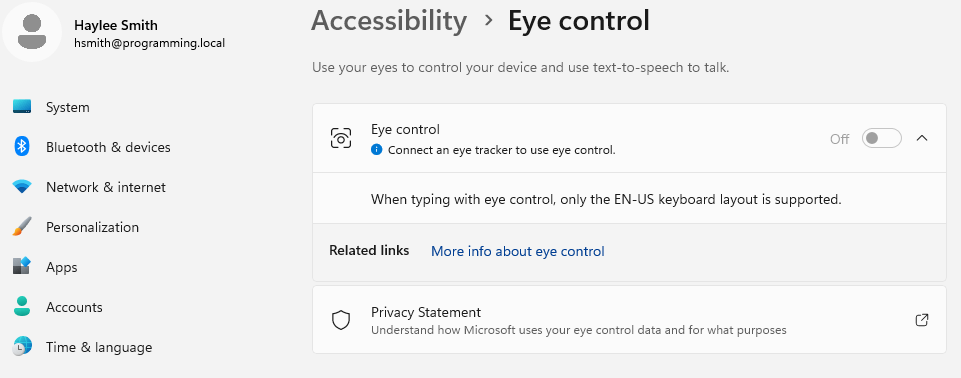 Haylee Smith
hsmith@programming.local
System
Bluetooth & devices
Network & internet
Personalization
Apps
Accounts
Time & language
Accessibility > Eye control
Use your eyes to control your device and use text-to-speech to talk.
Eye control
Connect an eye tracker to use eye control.
Off
When typing with eye control, only the EN-US keyboard layout is supported.
Related links More info about eye control
Privacy Statement
Understand how Microsoft uses your eye control data and for what purposes